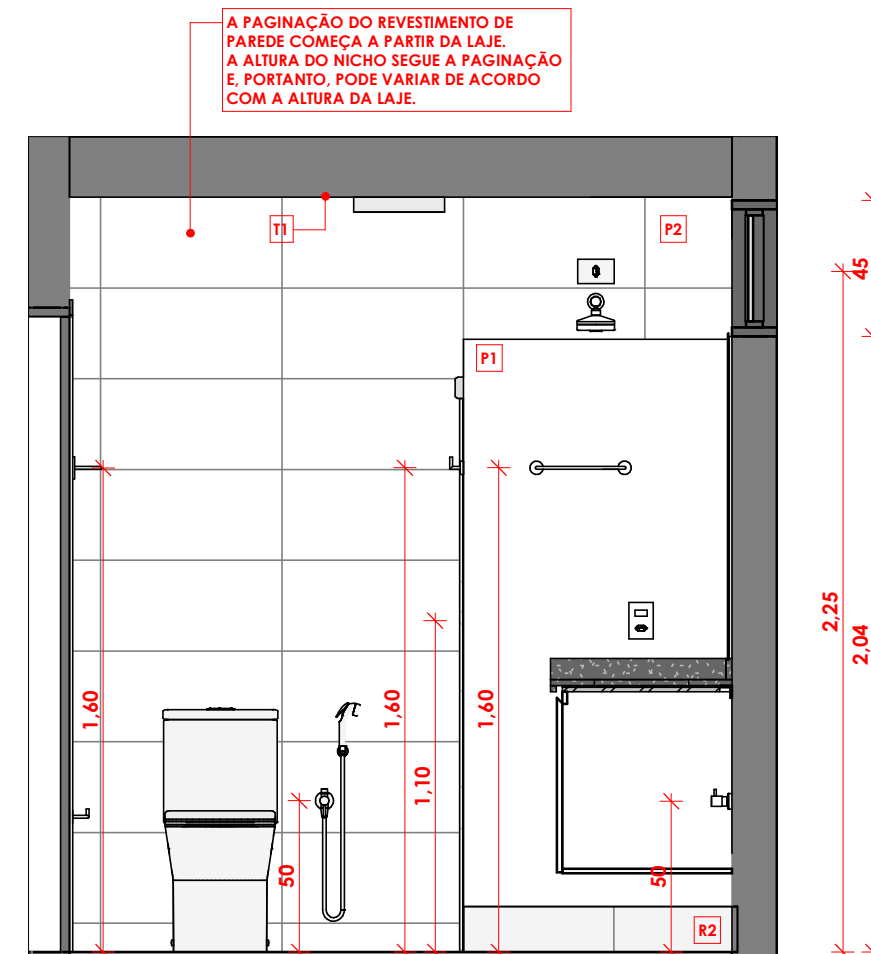 A PAGINAÇÃO DO REVESTIMENTO DE
PAREDE COMEÇA A PARTIR DA LAJE.
A ALTURA DO NICHO SEGUE A PAGINAÇÃO
E, PORTANTO, PODE VARIAR DE ACORDO
COM A ALTURA DA LAJE.
T1
P2
45
P1
2,25
2,04
1,60
1,60
1,60
1,10
50
50
R2